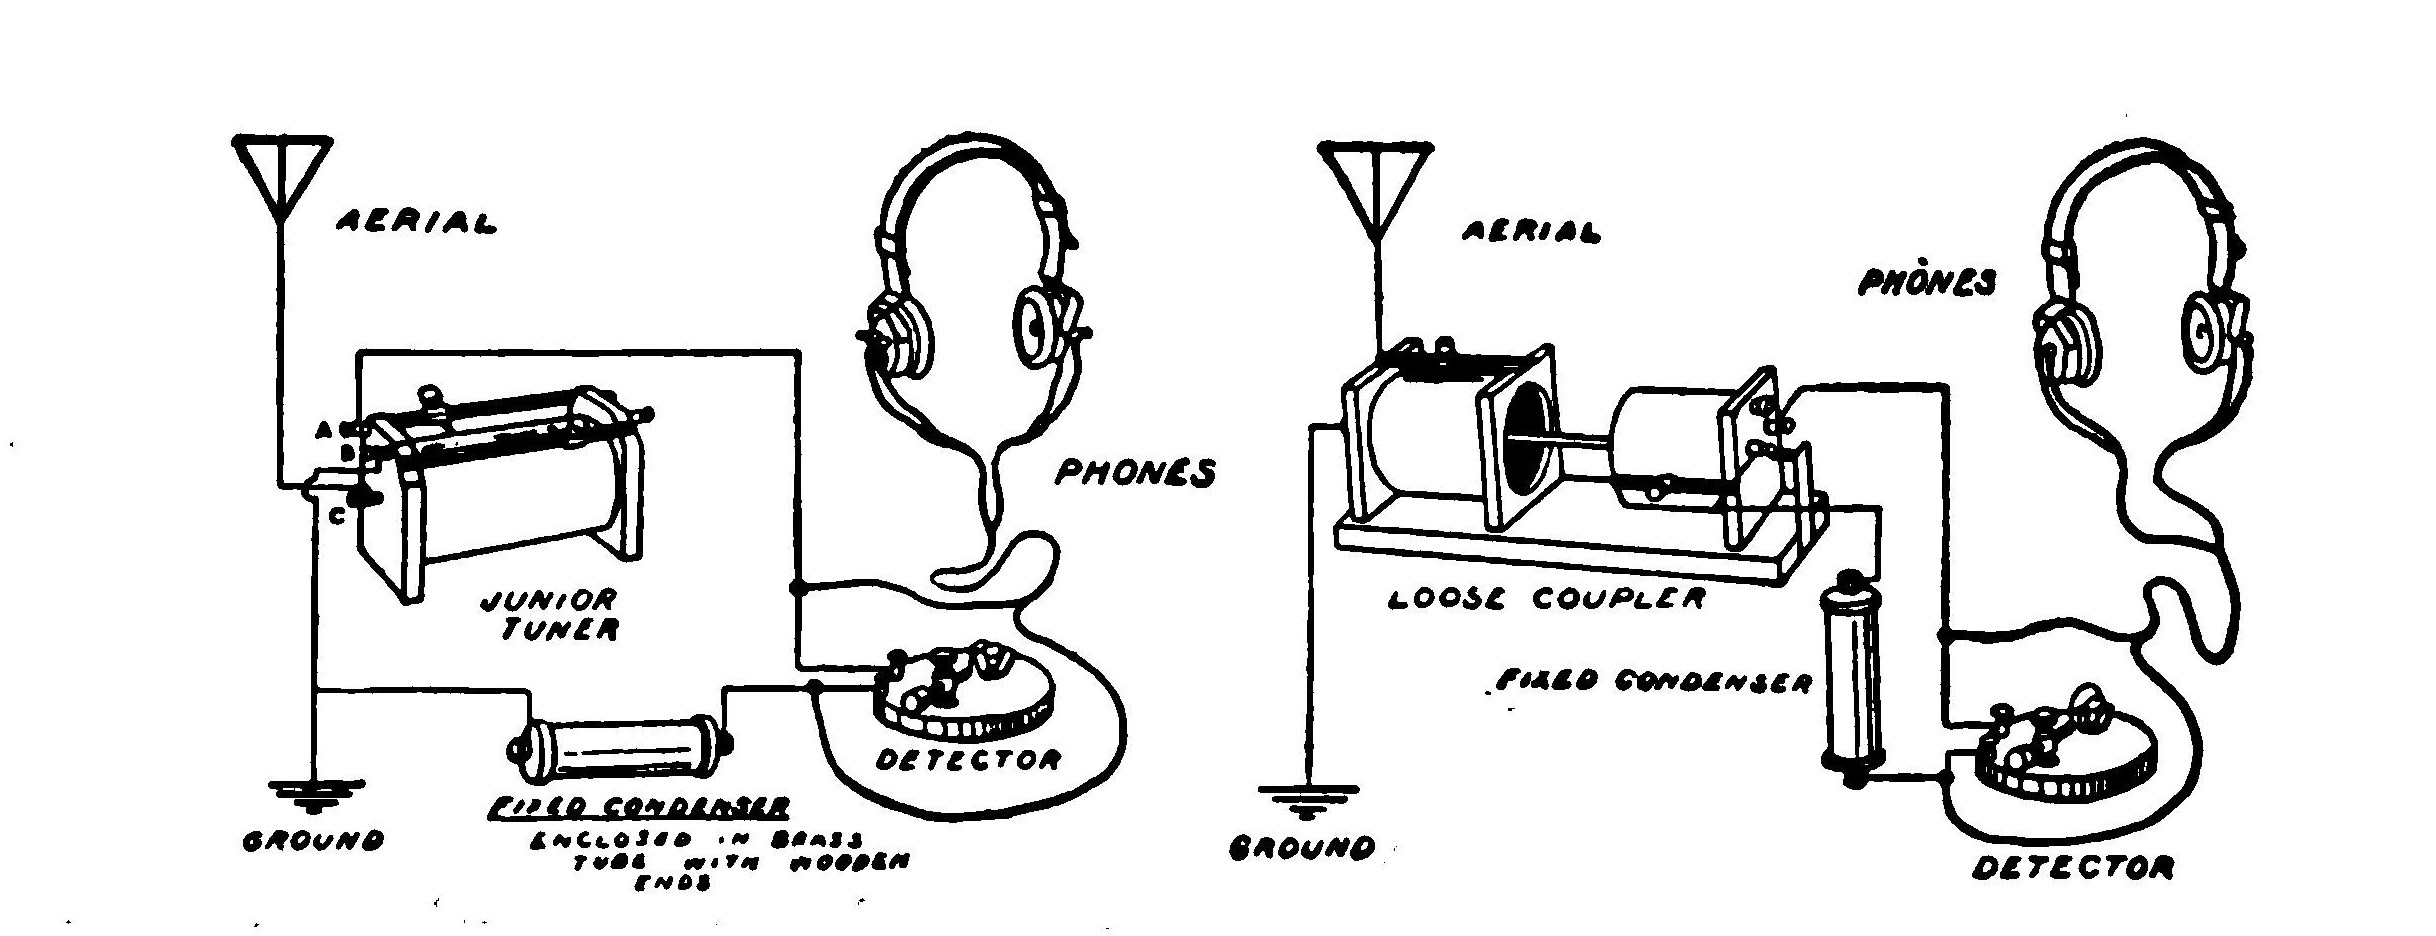 AERIAL
A
B
C
JUNIOR
TUNER
PHONES
DETECTOR
FIXED CONDENSER
ENCLOSED IN BRASS
TUBE WITH WOODEN
ENDS
GROUND
AERIAL
PHONES
LOOSE COUPLER
FIXED CONDENSER
GROUND
DETECTOR